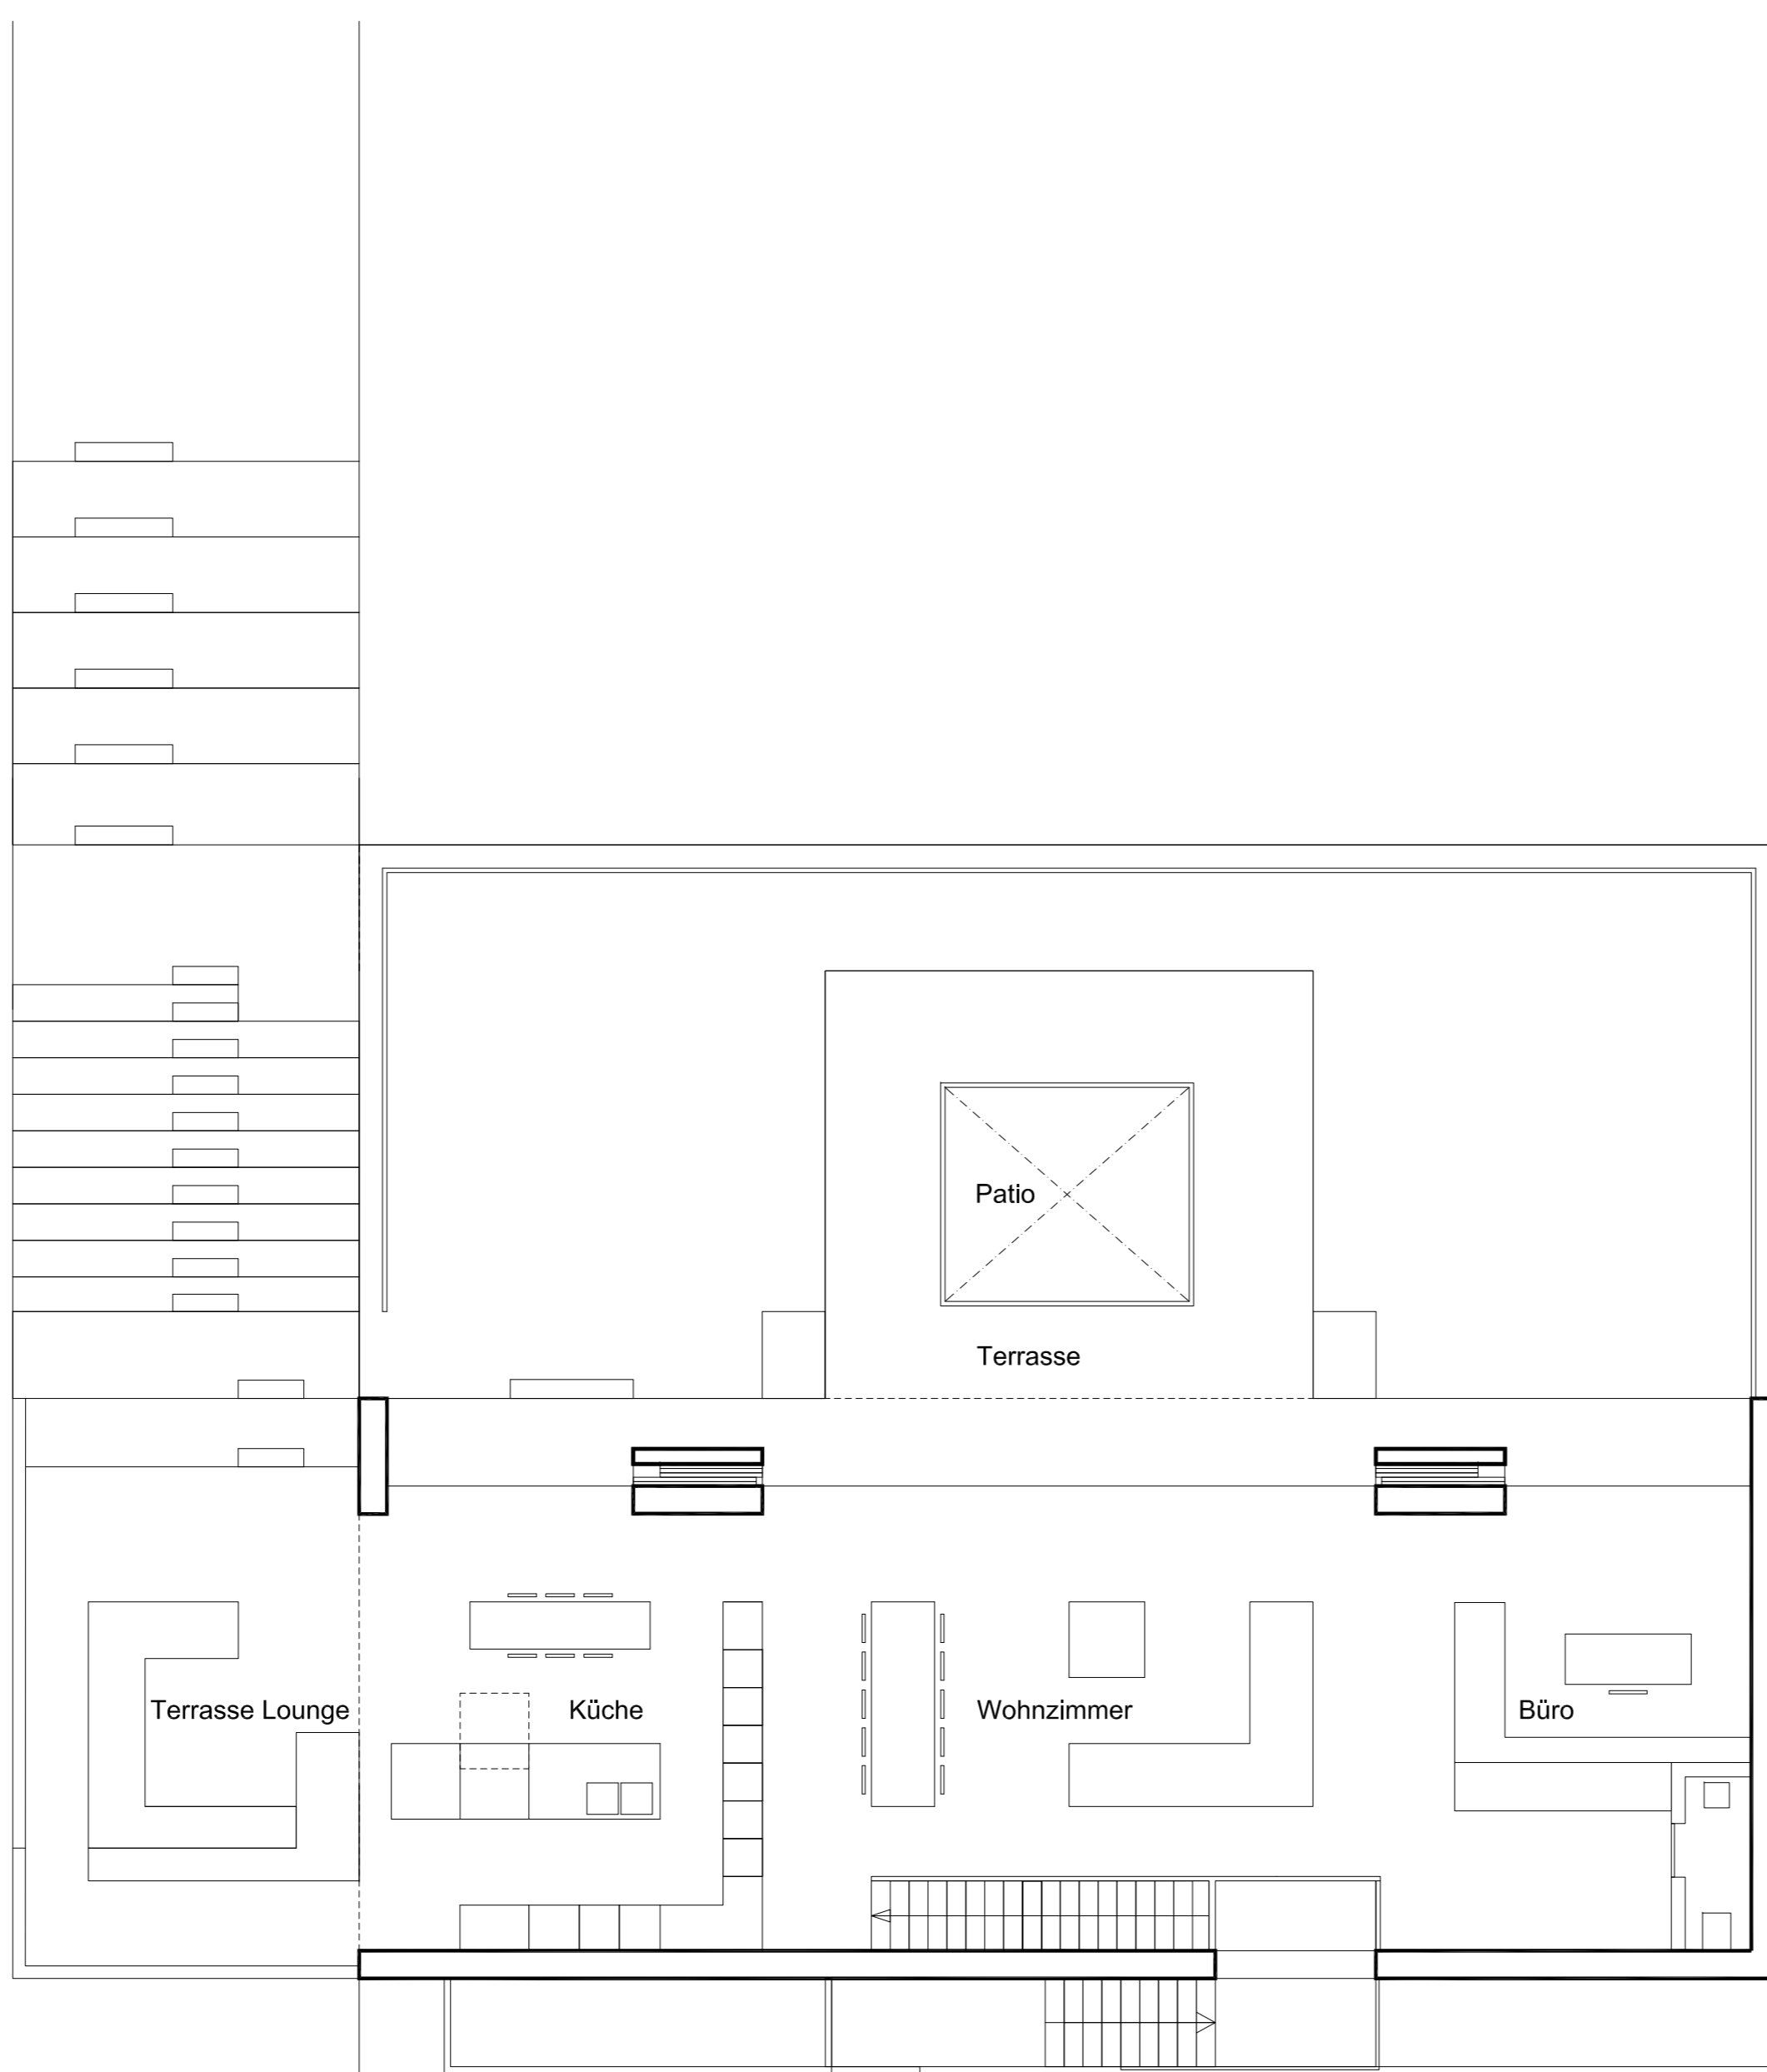 Patio
Terrasse
Terrasse Lounge
Küche
Wohnzimmer
Büro